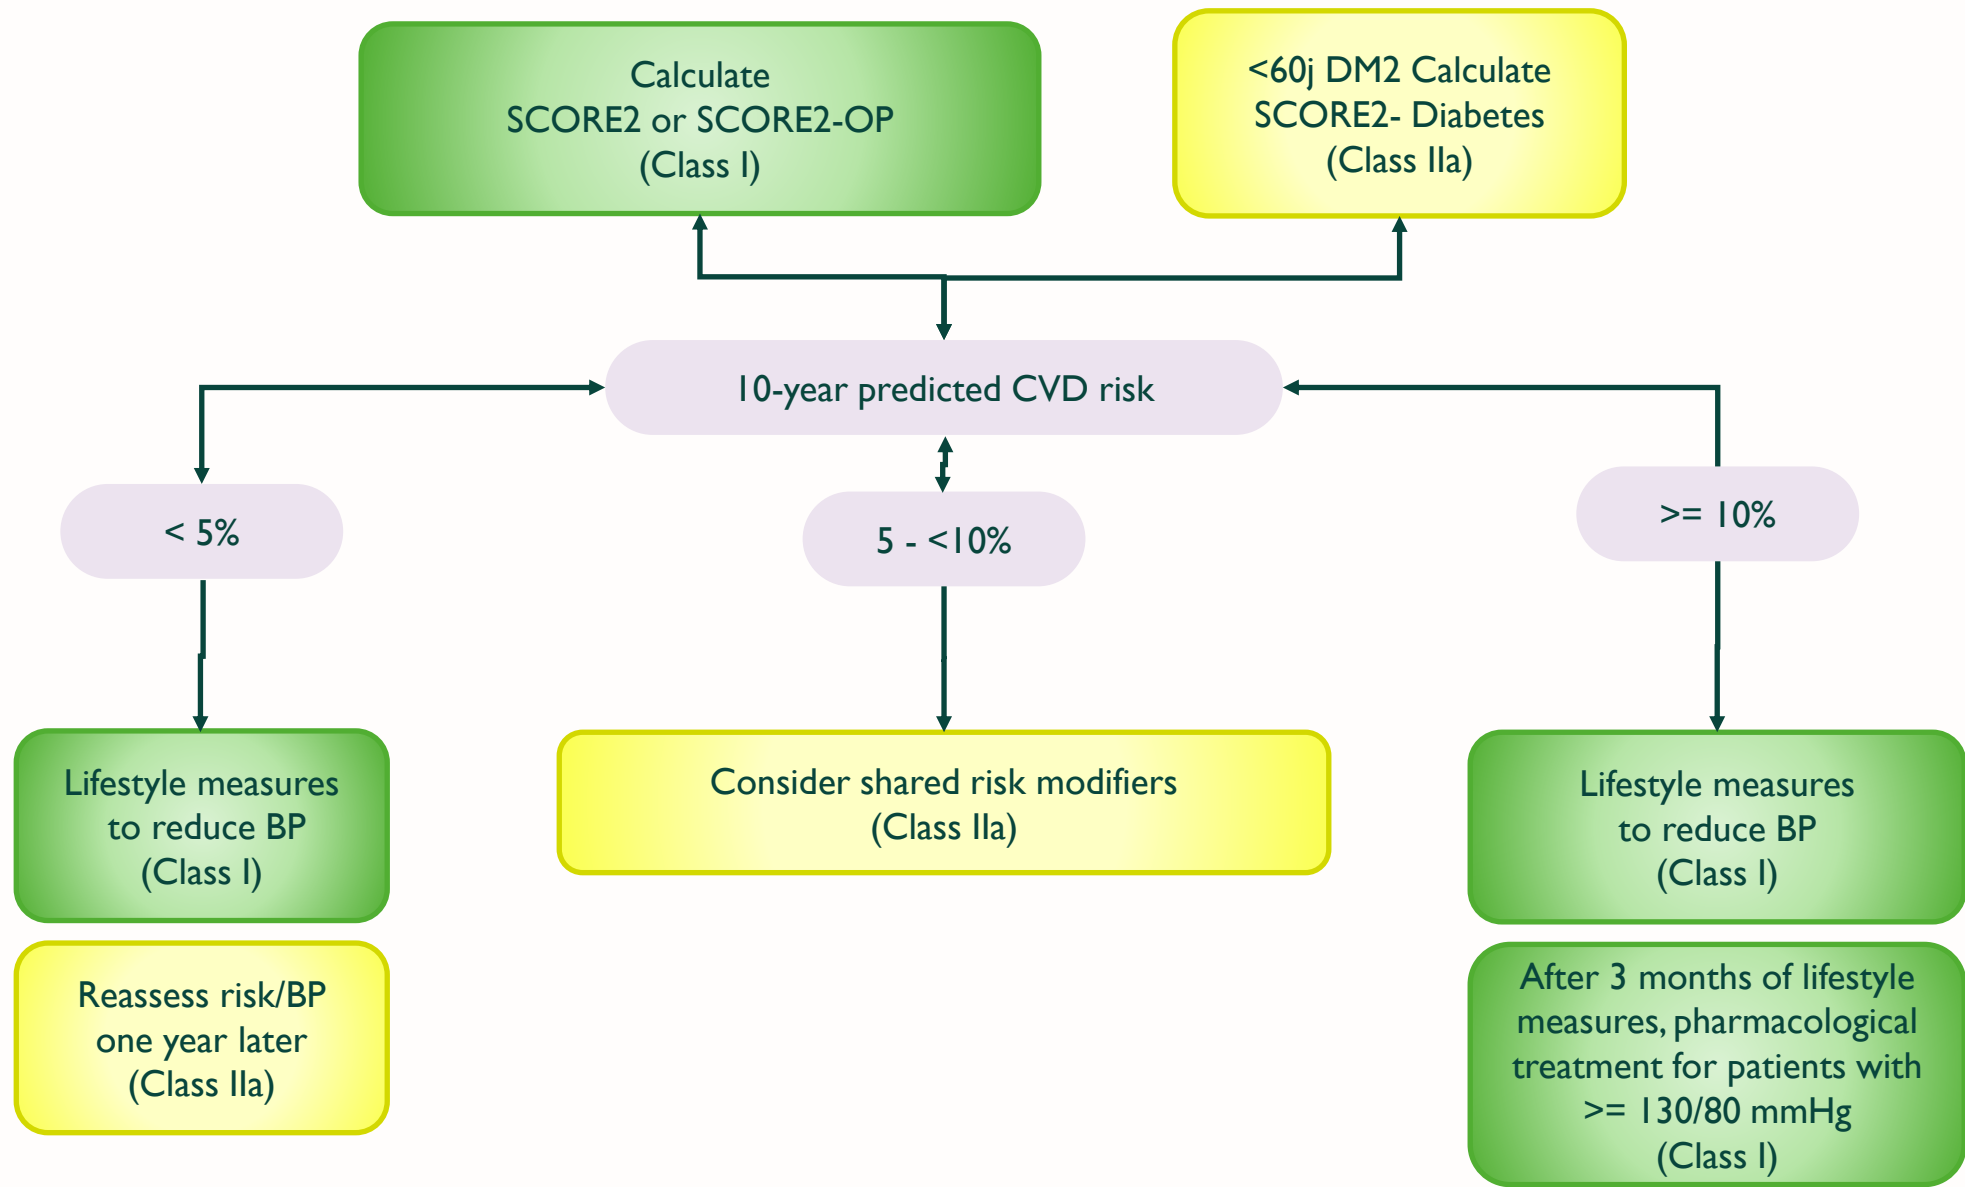 Calculate
SCORE2 or SCORE2-OP
(Class I)
<60j DM2 Calculate
SCORE2- Diabetes
(Class IIa)
10-year predicted CVD risk
< 5%
5 - <10%
>= 10%
Lifestyle measures
to reduce BP
(Class I)
Consider shared risk modifiers
(Class IIa)
Lifestyle measures
to reduce BP
(Class I)
Reassess risk/BP
one year later
(Class IIa)
After 3 months of lifestyle
measures, pharmacological
treatment for patients with
>= 130/80 mmHg
(Class I)